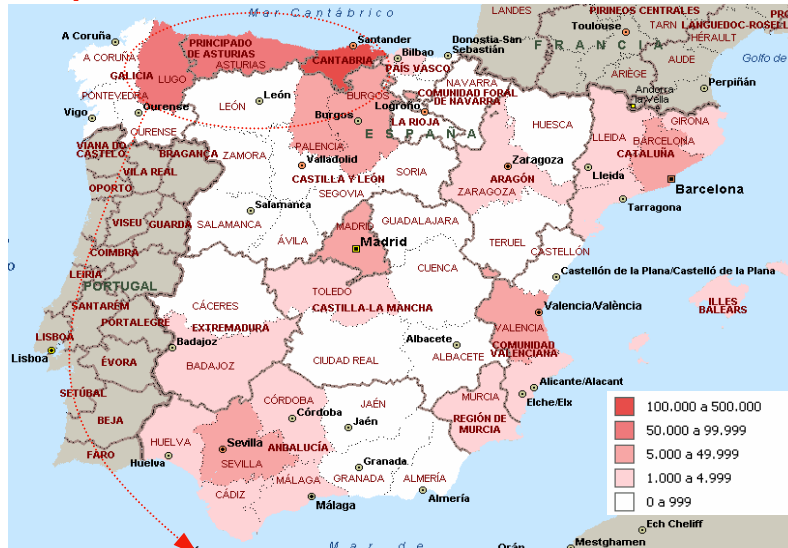 Mar Cantábrico
LANDES
PIRINEOS CENTRALES
Toulouse
TARN
LANGUEDOC-ROSELL
HÉRAULT
FRANCIA
AUDE
Golfo de
ARIÈGE
Perpiñán
Andorra
la Vella
A Coruña
A CORUÑA
GALICIA
LUGO
PRINCIPADO
DE ASTURIAS
ASTURIAS
Santander
CANTABRIA
Bilbao
PAÍS VASCO
Donostia-San
Sebastián
NAVARRA
COMUNIDAD FORAL
DE NAVARRA
PONTEVEDRA
Vigo
Ourense
OURENSE
León
LEÓN
BURGOS
Burgos
Logroño
LA RIOJA
ESPAÑA
HUESCA
LLEIDA
GIRONA
BARCELONA
CATALUÑA
Lleida
Barcelona
Tarragona
VIANA DO
CASTELO
BRAGANÇA
VILA REAL
OPORTO
ZAMORA
PALENCIA
Valladolid
CASTILLA Y LEÓN
SEGOVIA
SORIA
Zaragoza
ARAGÓN
ZARAGOZA
VISEU
GUARDA
Salamanca
SALAMANCA
ÁVILA
MADRID
Madrid
GUADALAJARA
TERUEL
CASTELLÓN
Castellón de la Plana/Castelló de la Plana
COIMBRA
LEIRIA
PORTUGAL
SANTARÉM
PORTALEGRE
LISBOA
Lisboa
CÁCERES
EXTREMADURA
TOLEDO
CASTILLA-LA MANCHA
CUENCA
Valencia/València
VALENCIA
COMUNIDAD
VALENCIANA
ILLES
BALEARS
ÉVORA
Badajoz
BADAJOZ
CIUDAD REAL
Albacete
ALBACETE
SETÚBAL
BEJA
FARO
Alicante/Alacant
Elche/Elx
MURCIA
REGIÓN DE
MURCIA
CÓRDOBA
Córdoba
JAÉN
Jaén
HUELVA
Huelva
Sevilla
SEVILLA
ANDALUCÍA
Granada
GRANADA
ALMERÍA
Almería
CÁDIZ
MÁLAGA
Málaga
Mar de
Orán
Mestghamen
Ech Cheliff
100.000 a 500.000
50.000 a 99.999
5.000 a 49.999
1.000 a 4.999
0 a 999